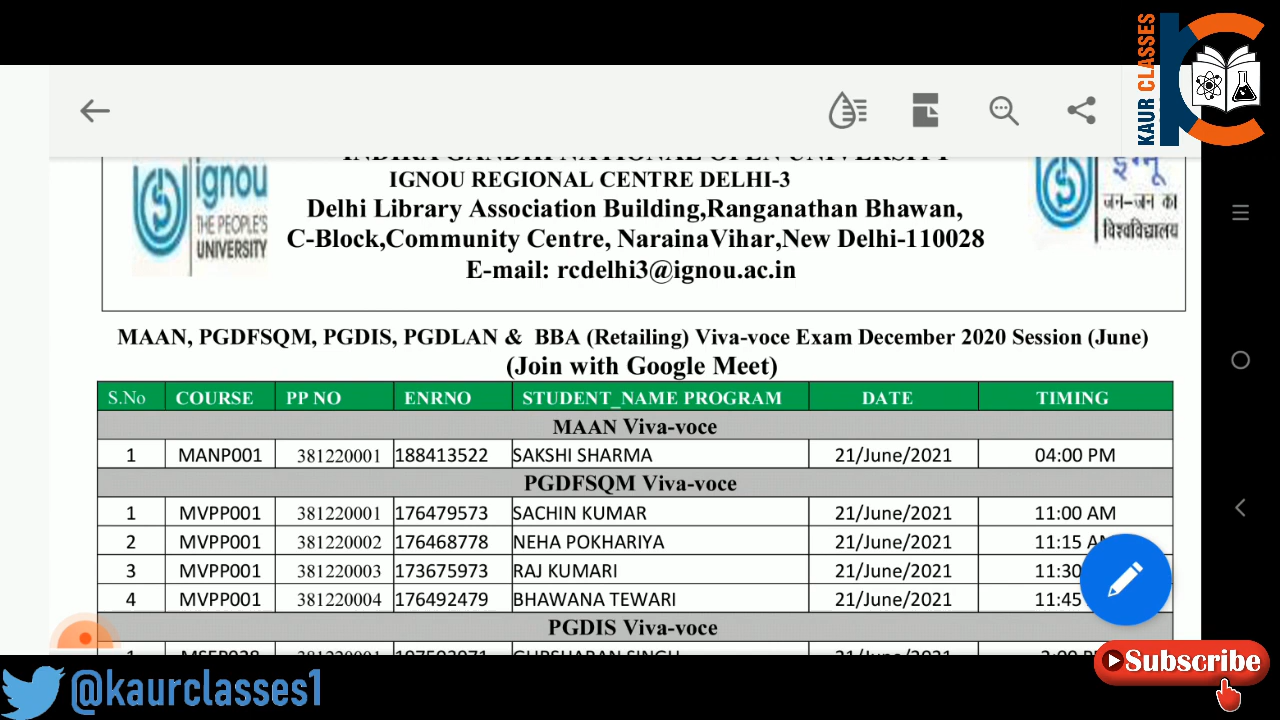 KAUR CLASSES
INDIRA GANDHI NATIONAL OPEN UNIVERSITY
ignou
THE PEOPLE'S
UNIVERSITY
IGNOU REGIONAL CENTRE DELHI-3
Delhi Library Association Building,Ranganathan Bhawan,
C-Block,Community Centre, NarainaVihar,New Delhi-110028
E-mail: rcdelhi3@ignou.ac.in
इग्नू
जन-जन का
विश्वविद्यालय
MAAN, PGDFSQM, PGDIS, PGDLAN & BBA (Retailing) Viva-voce Exam December 2020 Session (June)
(Join with Google Meet)
S.No COURSE PP NO ENRNO STUDENT_NAME PROGRAM DATE TIMING
MAAN Viva-voce
1 MANP001 381220001 188413522 SAKSHI SHARMA 21/June/2021 04:00 PM
PGDFSQM Viva-voce
1 MVPP001 381220001 176479573 SACHIN KUMAR 21/June/2021 11:00 AM
2 MVPP001 381220002 176468778 NEHA POKHARIYA 21/June/2021 11:15 AM
3 MVPP001 381220003 173675973 RAJ KUMARI 21/June/2021 11:30
4 MVPP001 381220004 176492479 BHAWANA TEWARI 21/June/2021 11:45
PGDIS Viva-voce
1 GURSHARAN SINGH 21/June/2021
Subscribe
@kaurclasses1